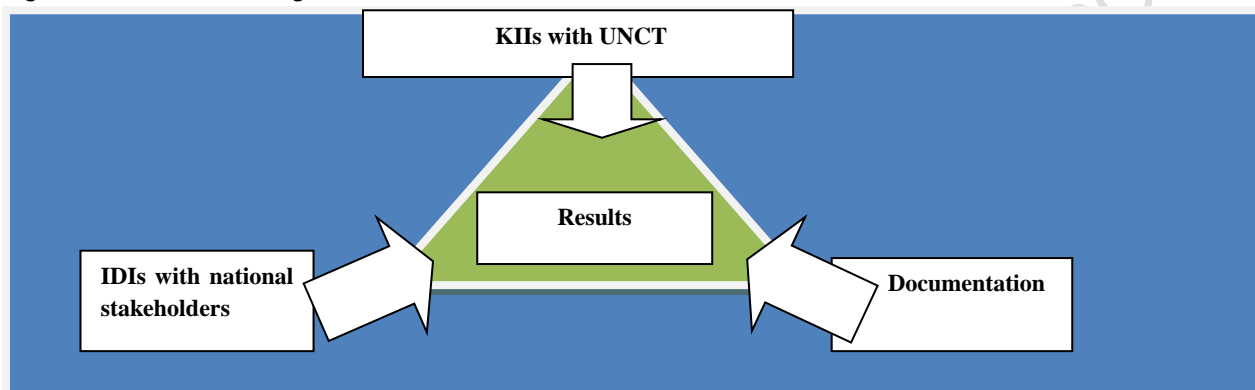 KIIs with UNCT
Results
IDIs with national
stakeholders
Documentation